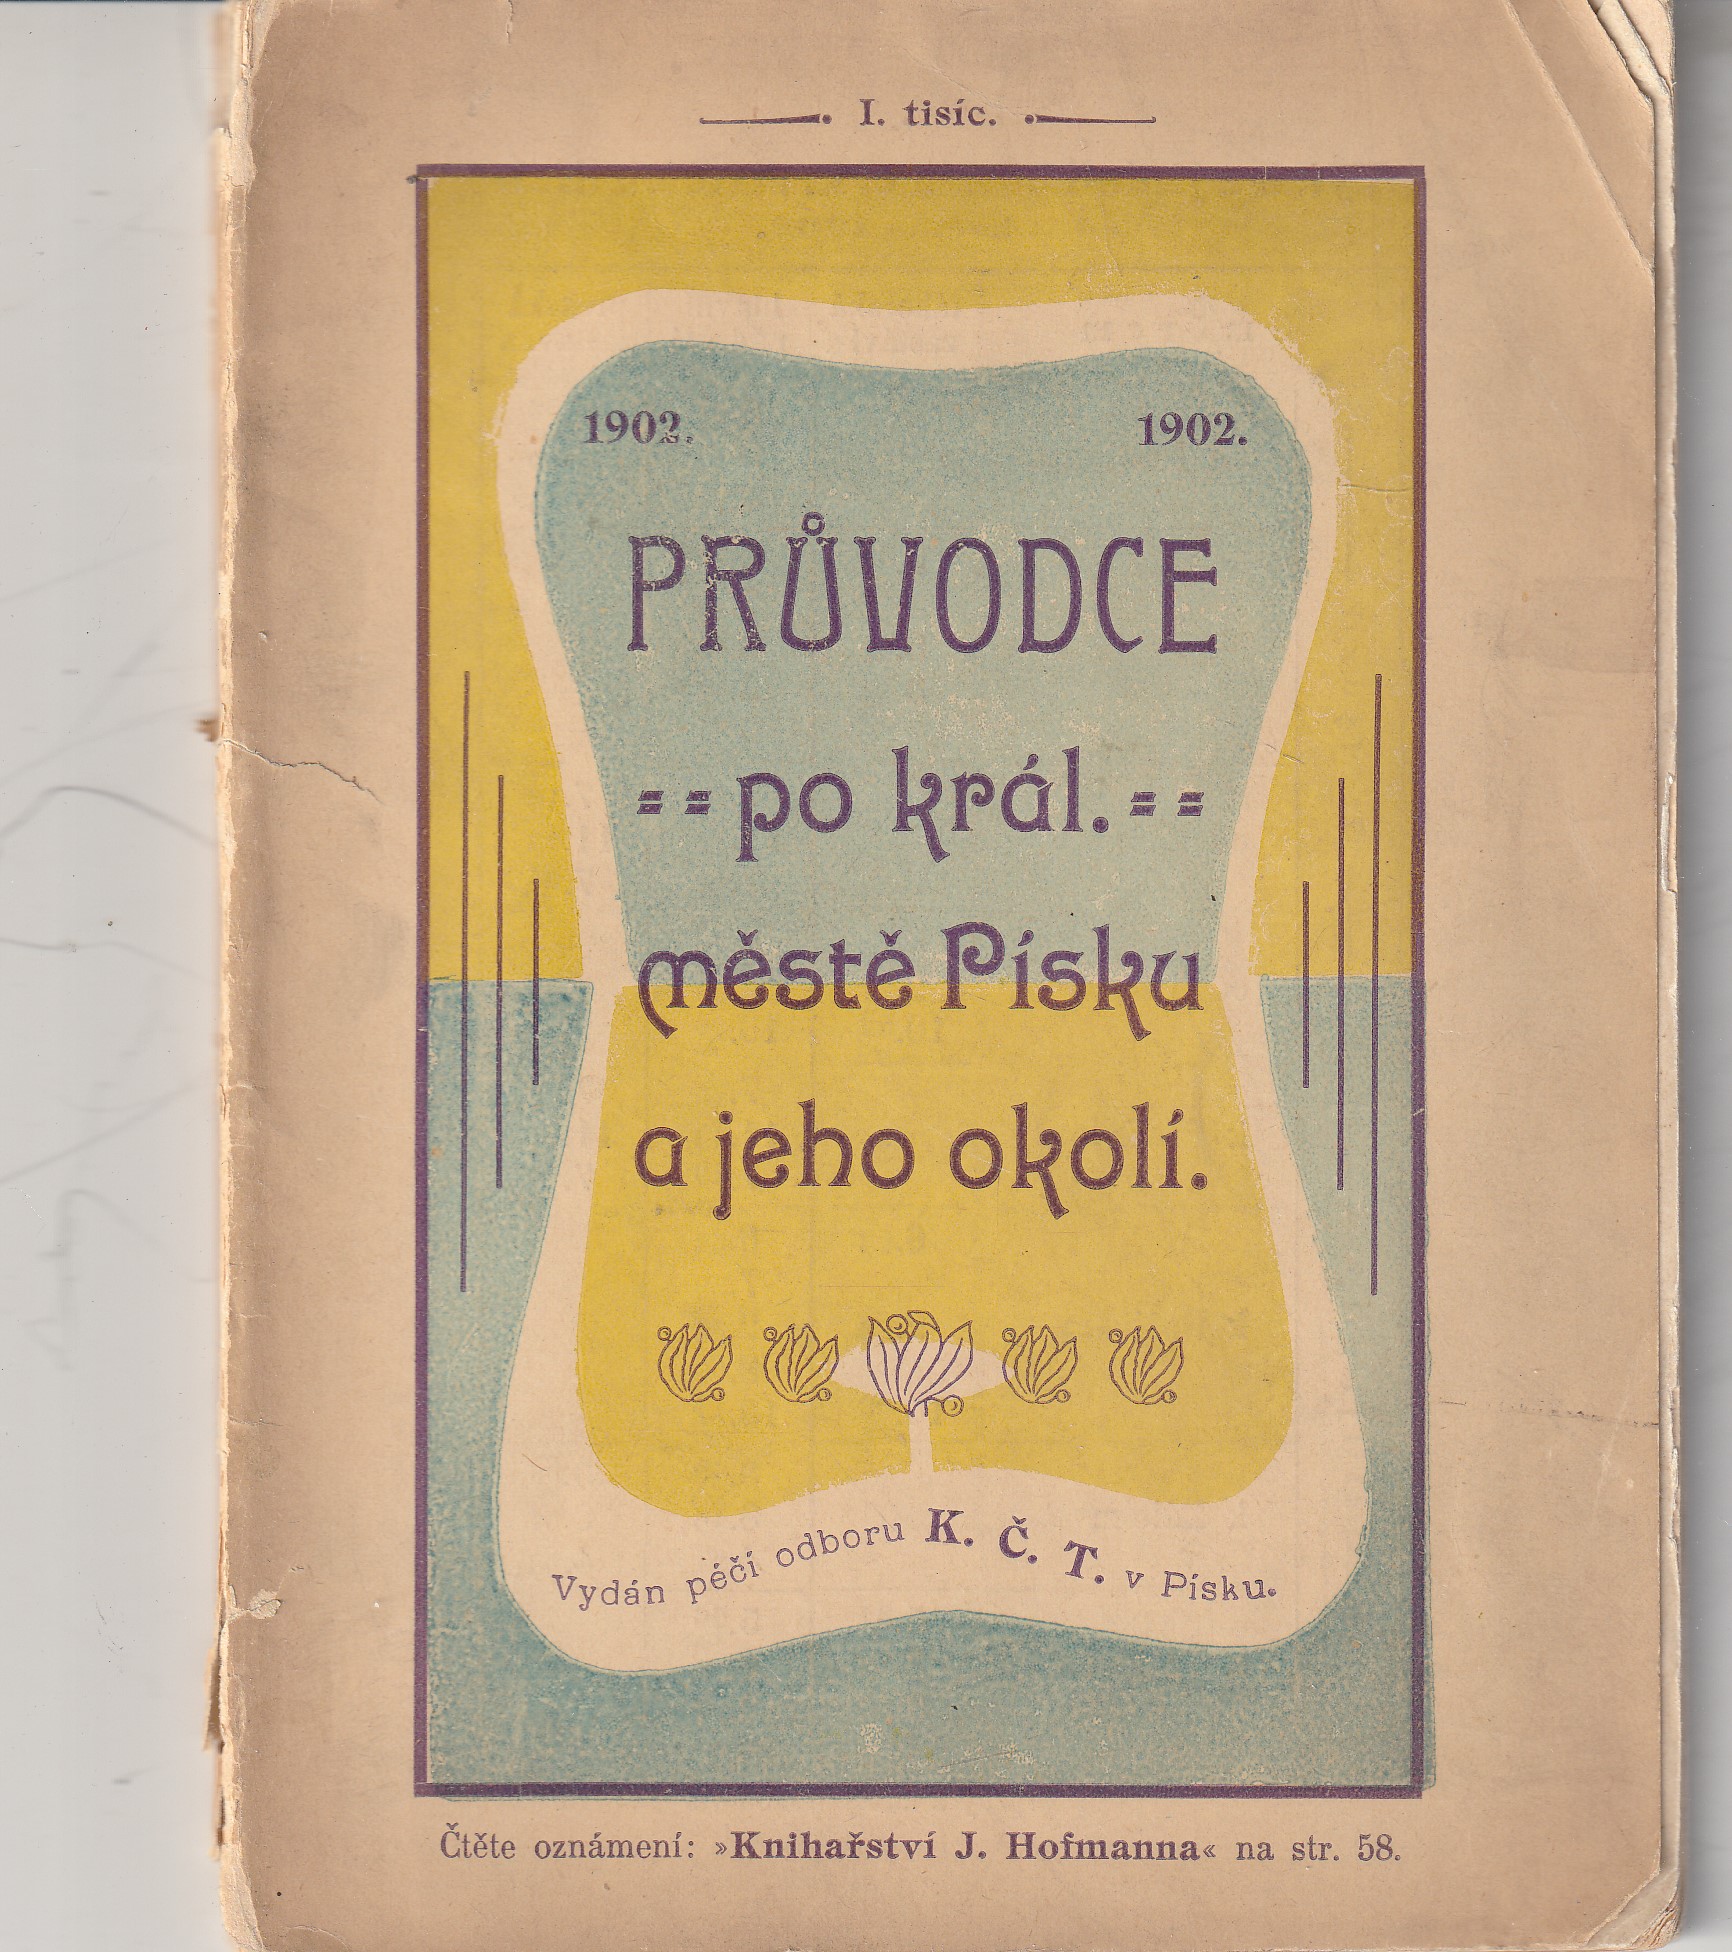 I. tisíc.
1902. 1902.
PRŮVODCE
== po král. ==
městě Písku
a jeho okolí.
Vydán péčí odboru K. Č. T. v Písku.
Čtěte oznámení: »Knihařství J. Hofmanna« na str. 58.